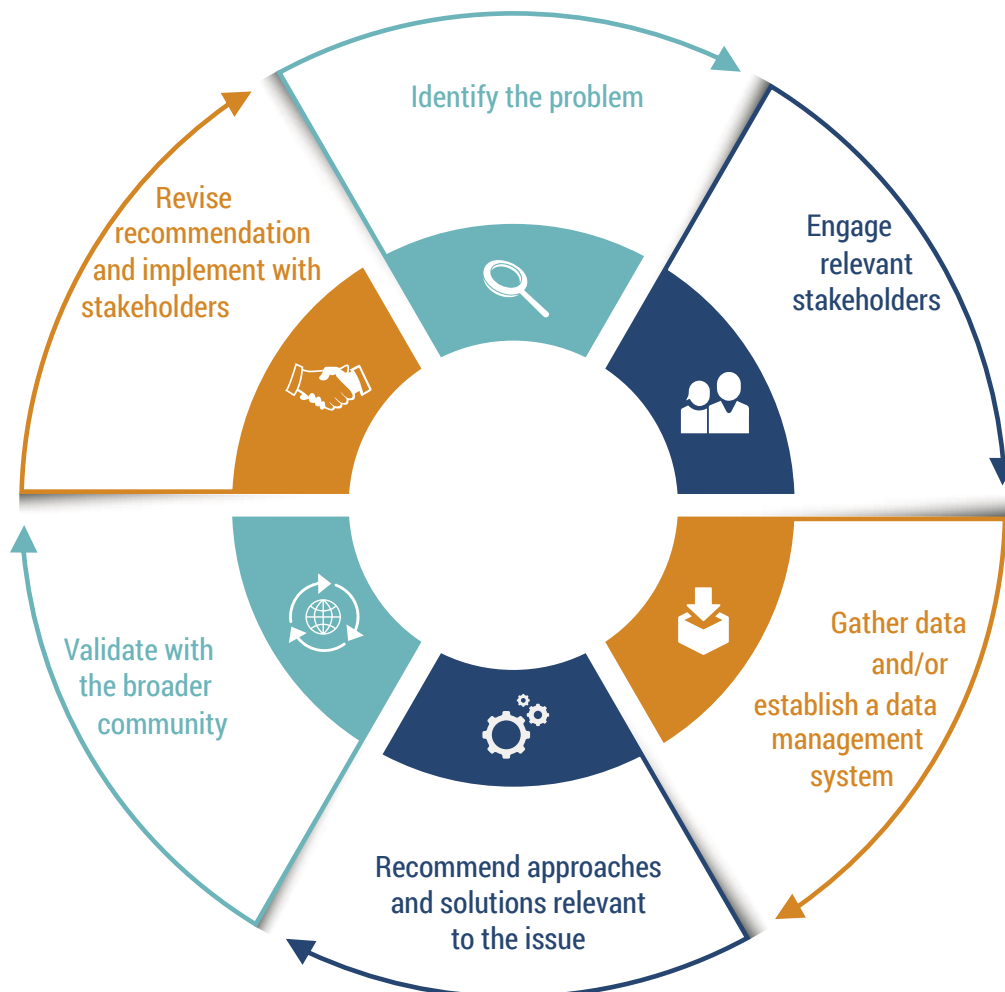 Identify the problem
Engage
relevant
stakeholders
Gather data
and/or
establish a data
management
system
Recommend approaches
and solutions relevant
to the issue
Validate with
the broader
community
Revise
recommendation
and implement with
stakeholders